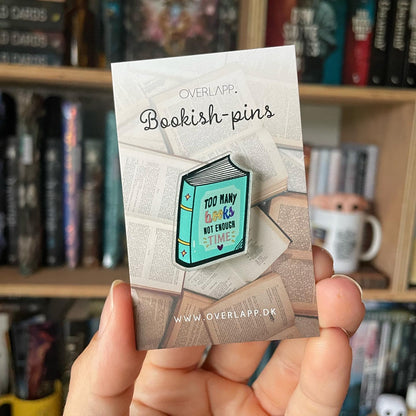 OVERLAPP.
Bookish-pins
TOO MANY
books
NOT ENOUGH
TIME
WWW.OVERLAPP.DK